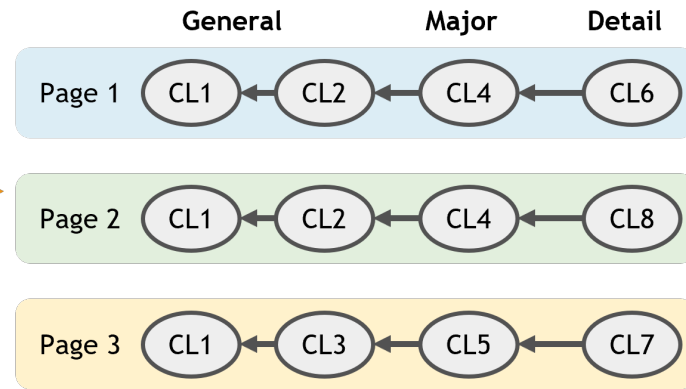 General Major Detail
Page 1 CL1 CL2 CL4 CL6
Page 2 CL1 CL2 CL4 CL8
Page 3 CL1 CL3 CL5 CL7